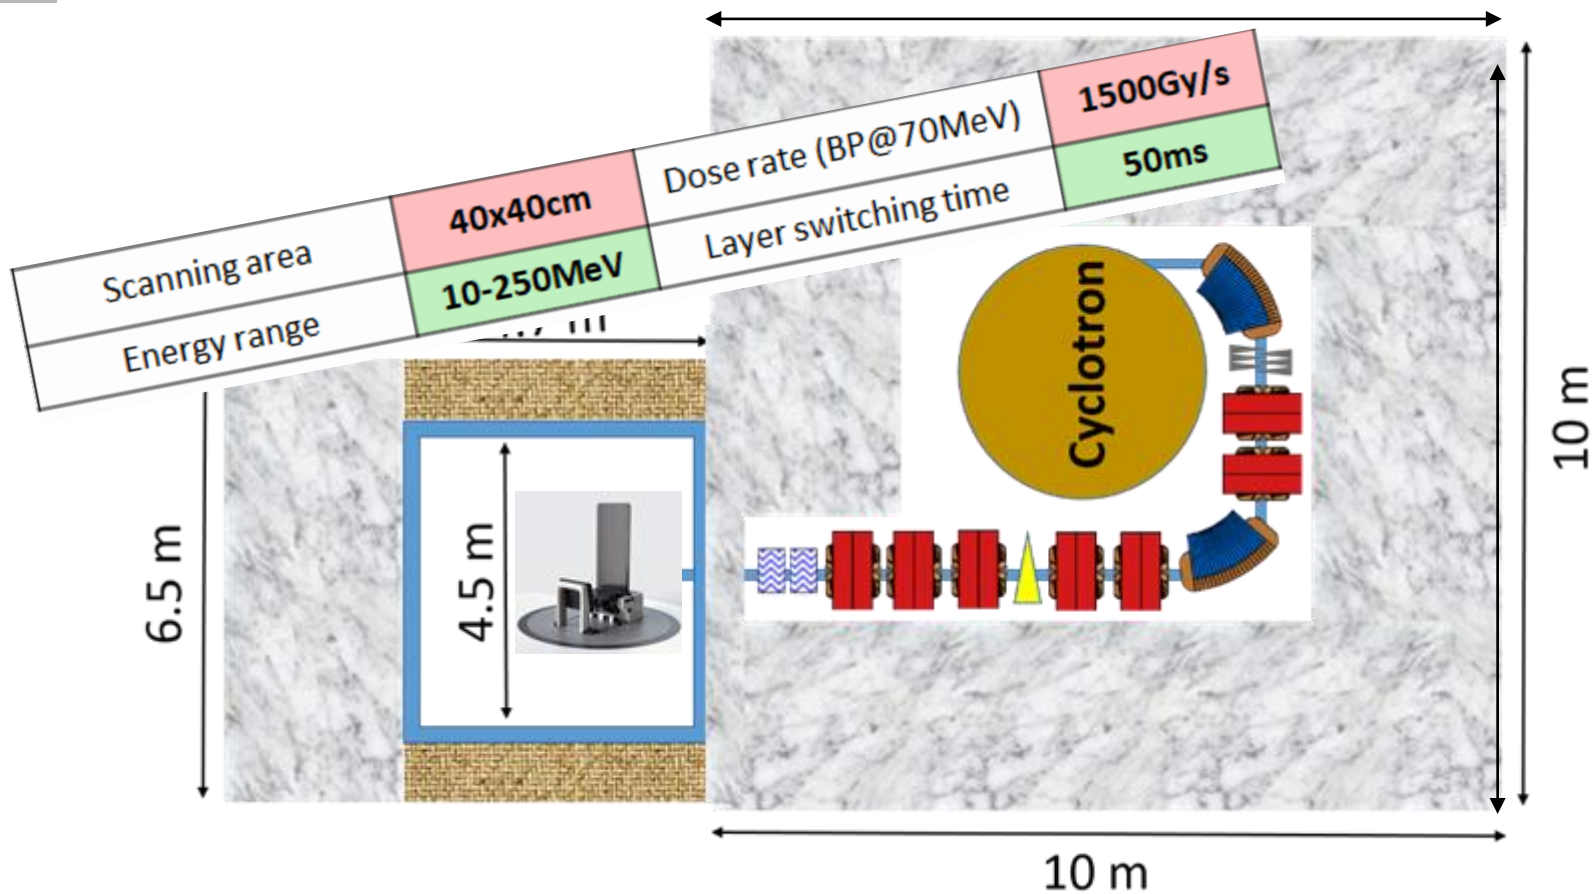 Scanning area 40x40cm Dose rate (BP@70MeV) 1500Gy/s
Energy range 10-250MeV Layer switching time 50ms
m
Cyclotron
6.5 m
4.5 m
10 m
10 m